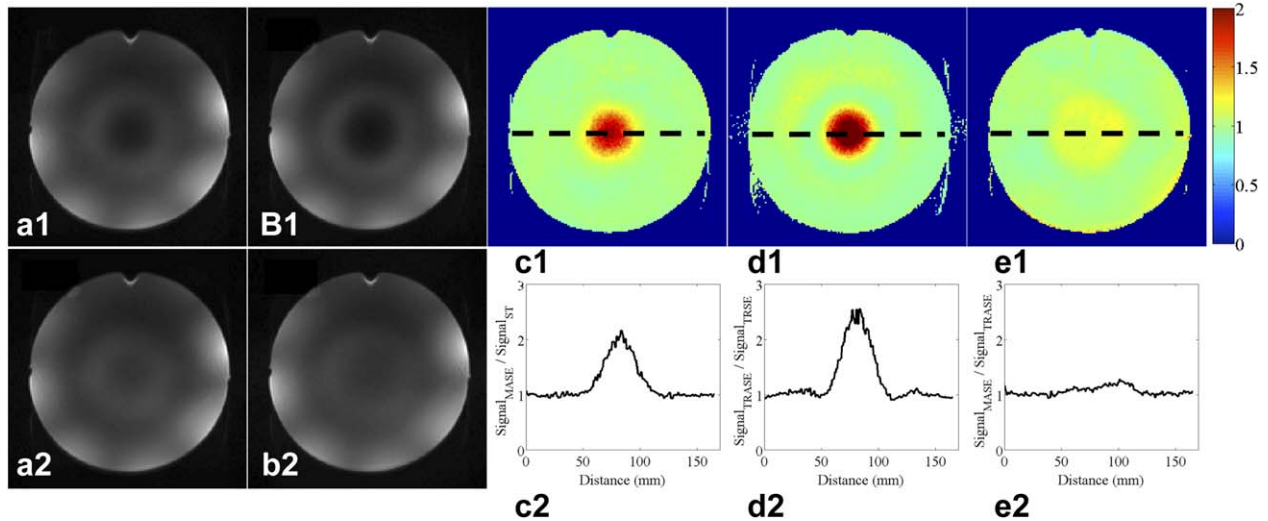 a1
B1
2
1.5
1
0.5
0
c1
d1
e1
a2
b2
3
2
1
0
Signal_MASE / Signal_ST
0 50 100 150
Distance (mm)
c2
3
2
1
0
Signal_TRASE / Signal_TRSE
0 50 100 150
Distance (mm)
d2
3
2
1
0
Signal_MASE / Signal_TRASE
0 50 100 150
Distance (mm)
e2